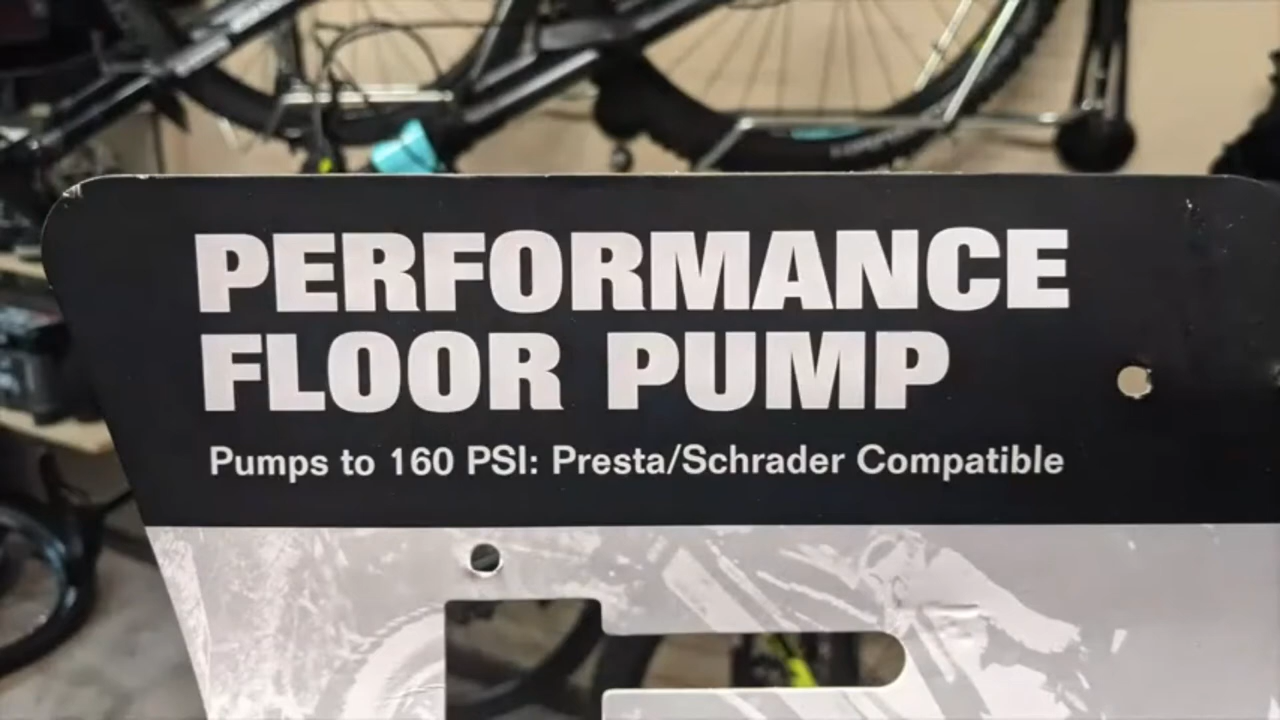 PERFORMANCE
FLOOR PUMP
Pumps to 160 PSI: Presta/Schrader Compatible